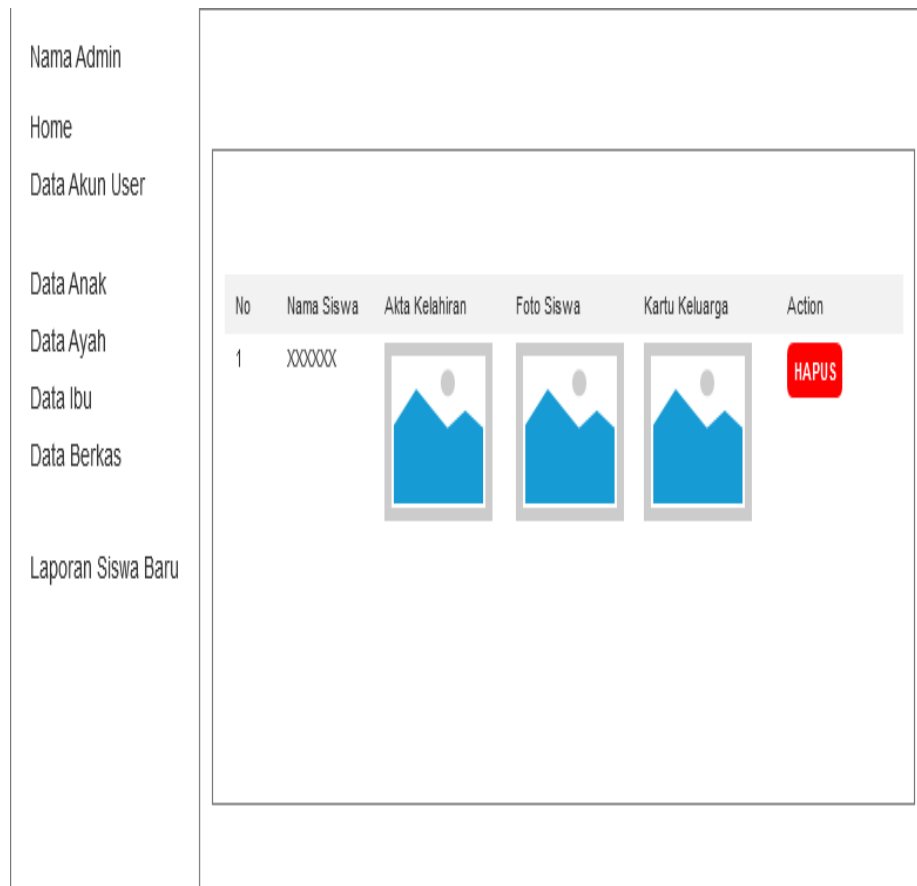 Nama Admin
Home
Data Akun User
Data Anak
Data Ayah
Data Ibu
Data Berkas
Laporan Siswa Baru
No Nama Siswa Akta Kelahiran Foto Siswa Kartu Keluarga Action
1 XXXXXX HAPUS